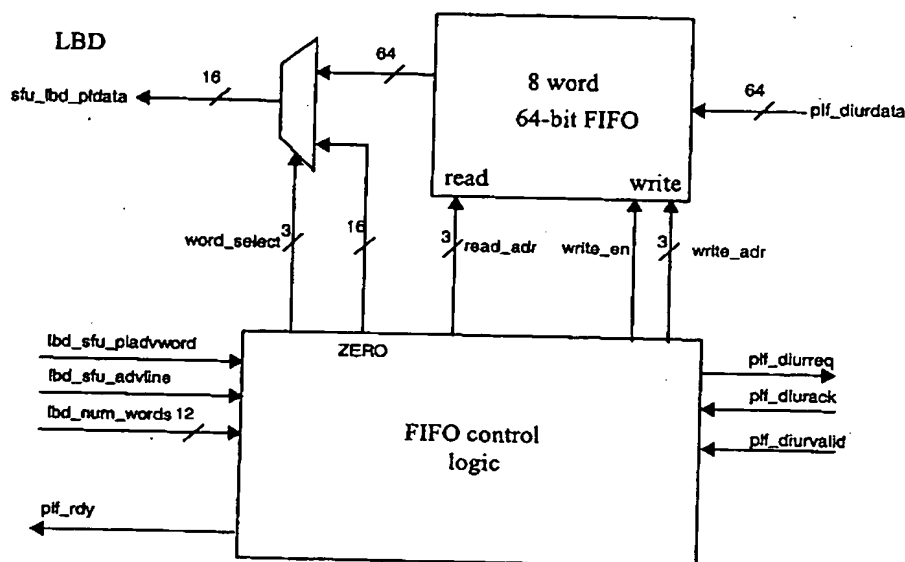 LBD
64
8 word
16
sfu_lbd_pldata
64
64-bit FIFO
plf_diurdata
read
write
word_select
3
16
3
read_adr
write_en
3
write_adr
lbd_sfu_pladvword
ZERO
plf_diurreq
lbd_sfu_advline
plf_diurack
lbd_num_words 12
FIFO control
plf_diurvalid
logic
plf_rdy